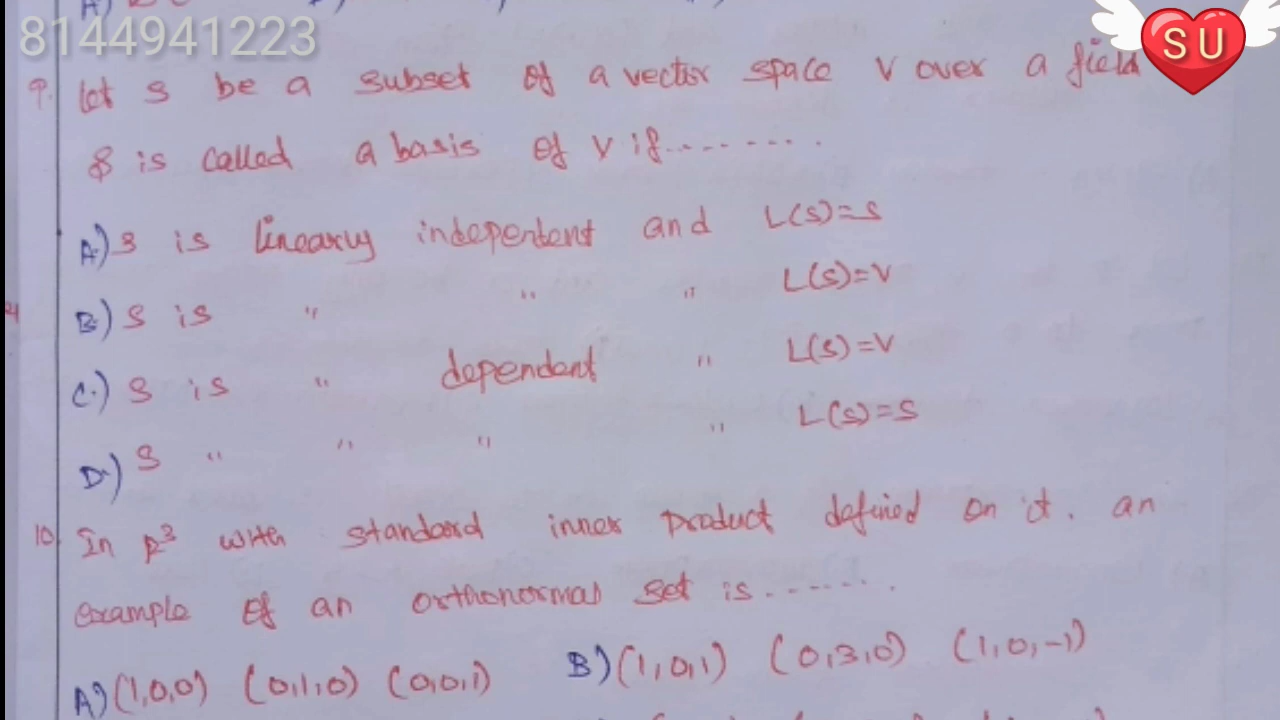 8144941223
S U
9. Let S be a subset of a vector space V over a field
S is called a basis of V if.........
A.) S is linearly independent and L(S)=S
B.) S is " " " L(S)=V
C.) S is " dependent " L(S)=V
D.) S " " " " L(S)=S
10. In R³ with standard inner product defined on it. an
example of an orthonormal set is.......
A) (1,0,0) (0,1,0) (0,0,1) B) (1,0,1) (0,3,0) (1,0,-1)